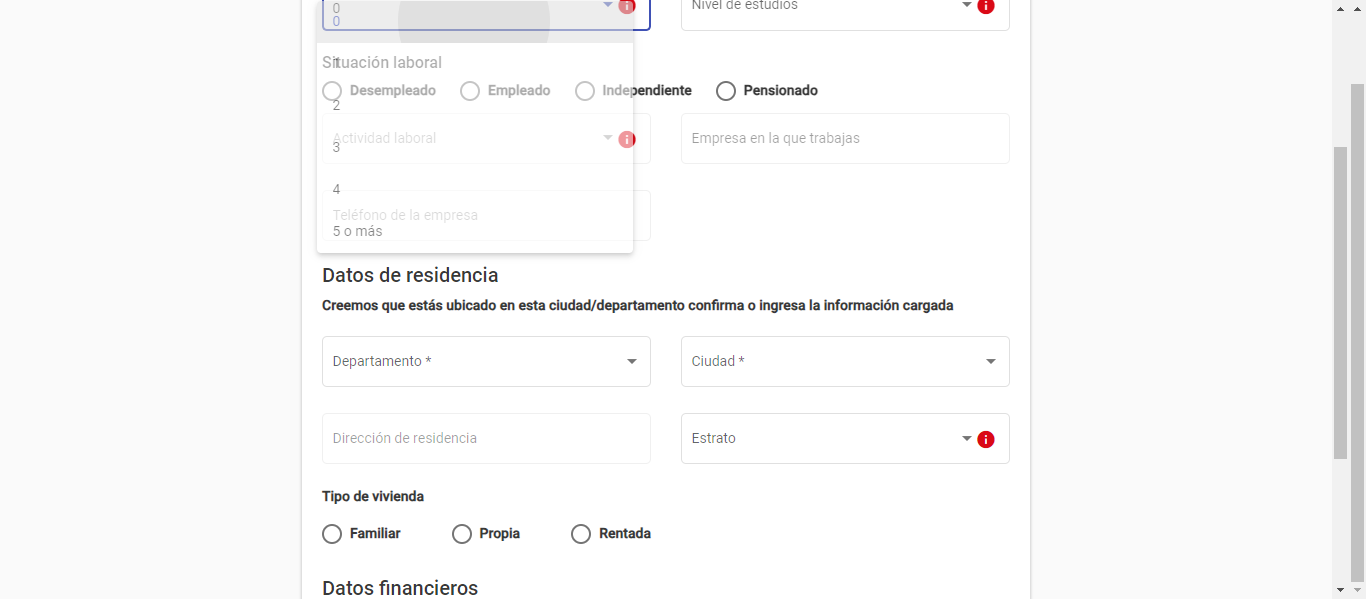 0
0
Nivel de estudios
Situación laboral
1
Desempleado Empleado Independiente Pensionado
2
Actividad laboral
Empresa en la que trabajas
3
4
Teléfono de la empresa
5 o más
Datos de residencia
Creemos que estás ubicado en esta ciudad/departamento confirma o ingresa la información cargada
Departamento * Ciudad *
Dirección de residencia Estrato
Tipo de vivienda
Familiar Propia Rentada
Datos financieros